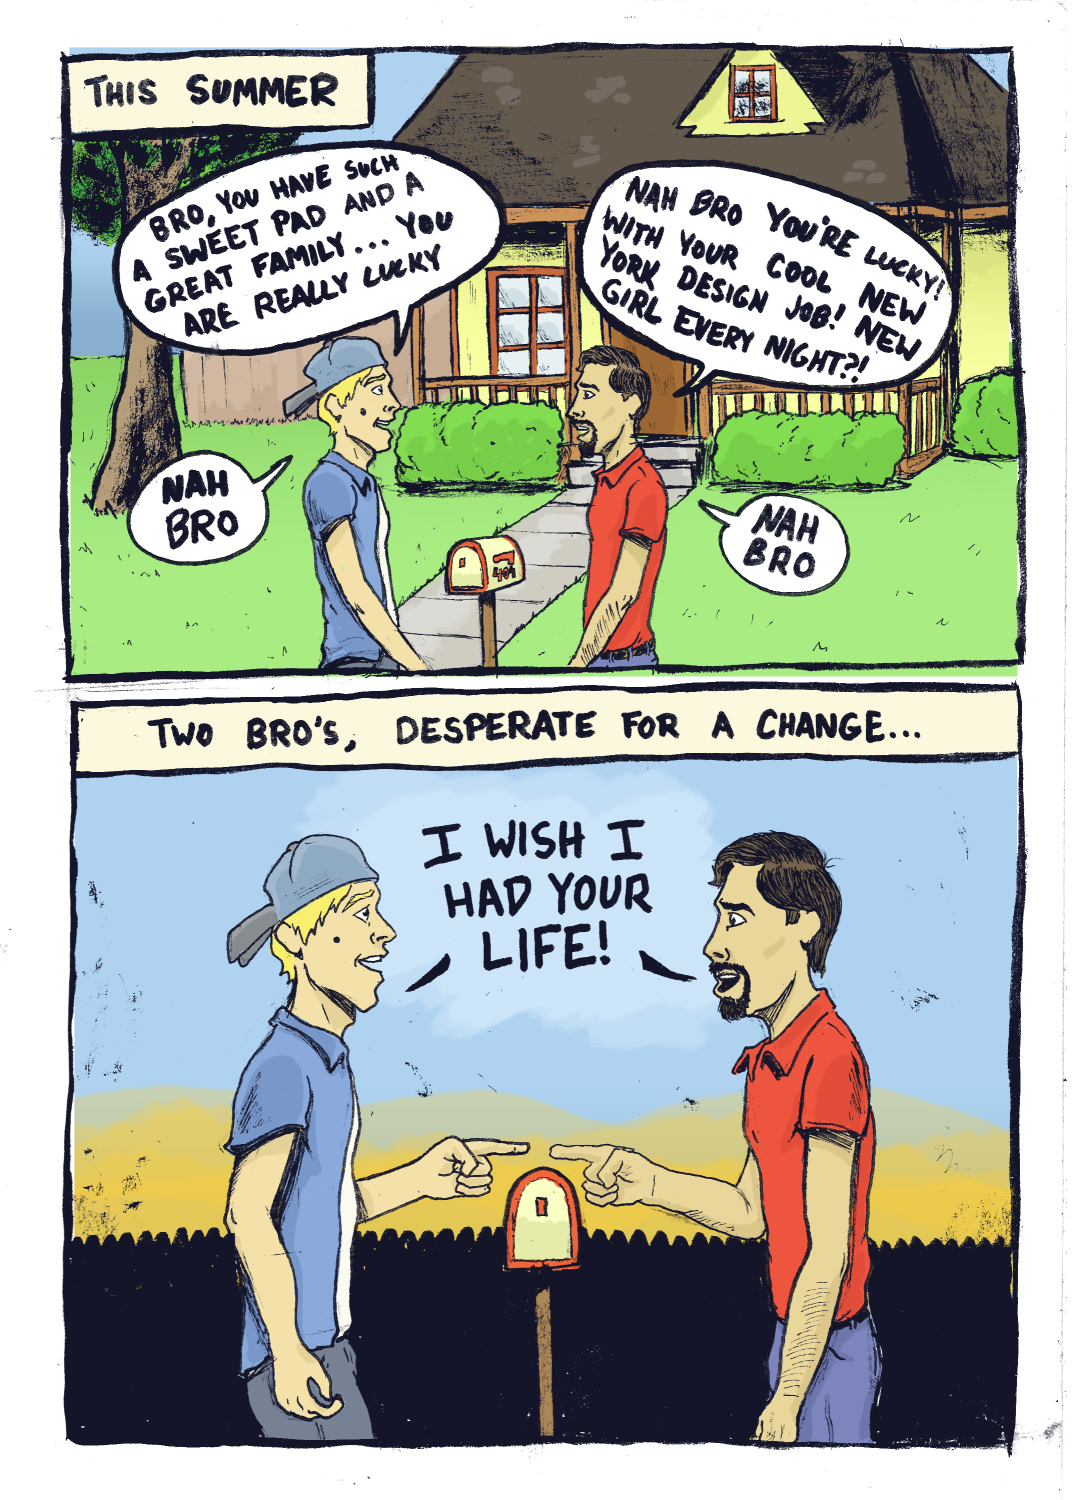 THIS SUMMER
BRO, YOU HAVE SUCH
A SWEET PAD AND A
GREAT FAMILY... YOU
ARE REALLY LUCKY
NAH BRO YOU'RE LUCKY!
WITH YOUR COOL NEW
YORK DESIGN JOB! NEW
GIRL EVERY NIGHT?!
NAH
BRO
NAH
BRO
401
TWO BRO'S, DESPERATE FOR A CHANGE...
I WISH I
HAD YOUR
LIFE!